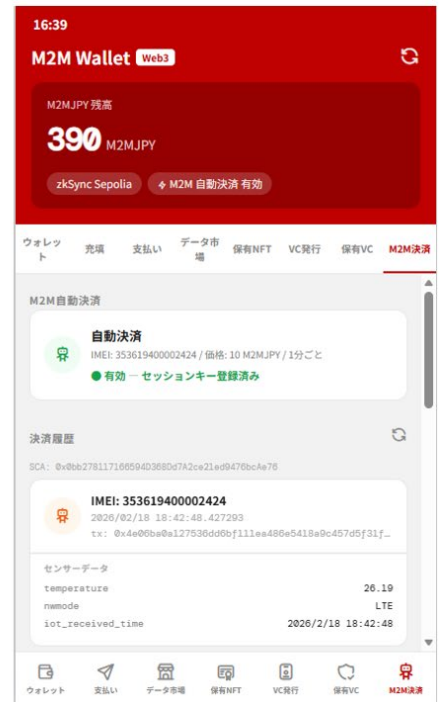 16:39
M2M Wallet Web3
M2MJPY 残高
390 M2MJPY
zkSync Sepolia M2M 自動決済 有効
ウォレット 充填 支払い データ市場 保有NFT VC発行 保有VC M2M決済
M2M自動決済
自動決済
IMEI: 353619400002424 / 価格: 10 M2MJPY / 1分ごと
有効 — セッションキー登録済み
決済履歴
IMEI: 353619400002424
2026/02/18 18:42:48.427293
センサーデータ
temperature 26.19
nwmode LTE
iot_received_time 2026/2/18 18:42:48
ウォレット 支払い データ市場 保有NFT VC発行 保有VC M2M決済